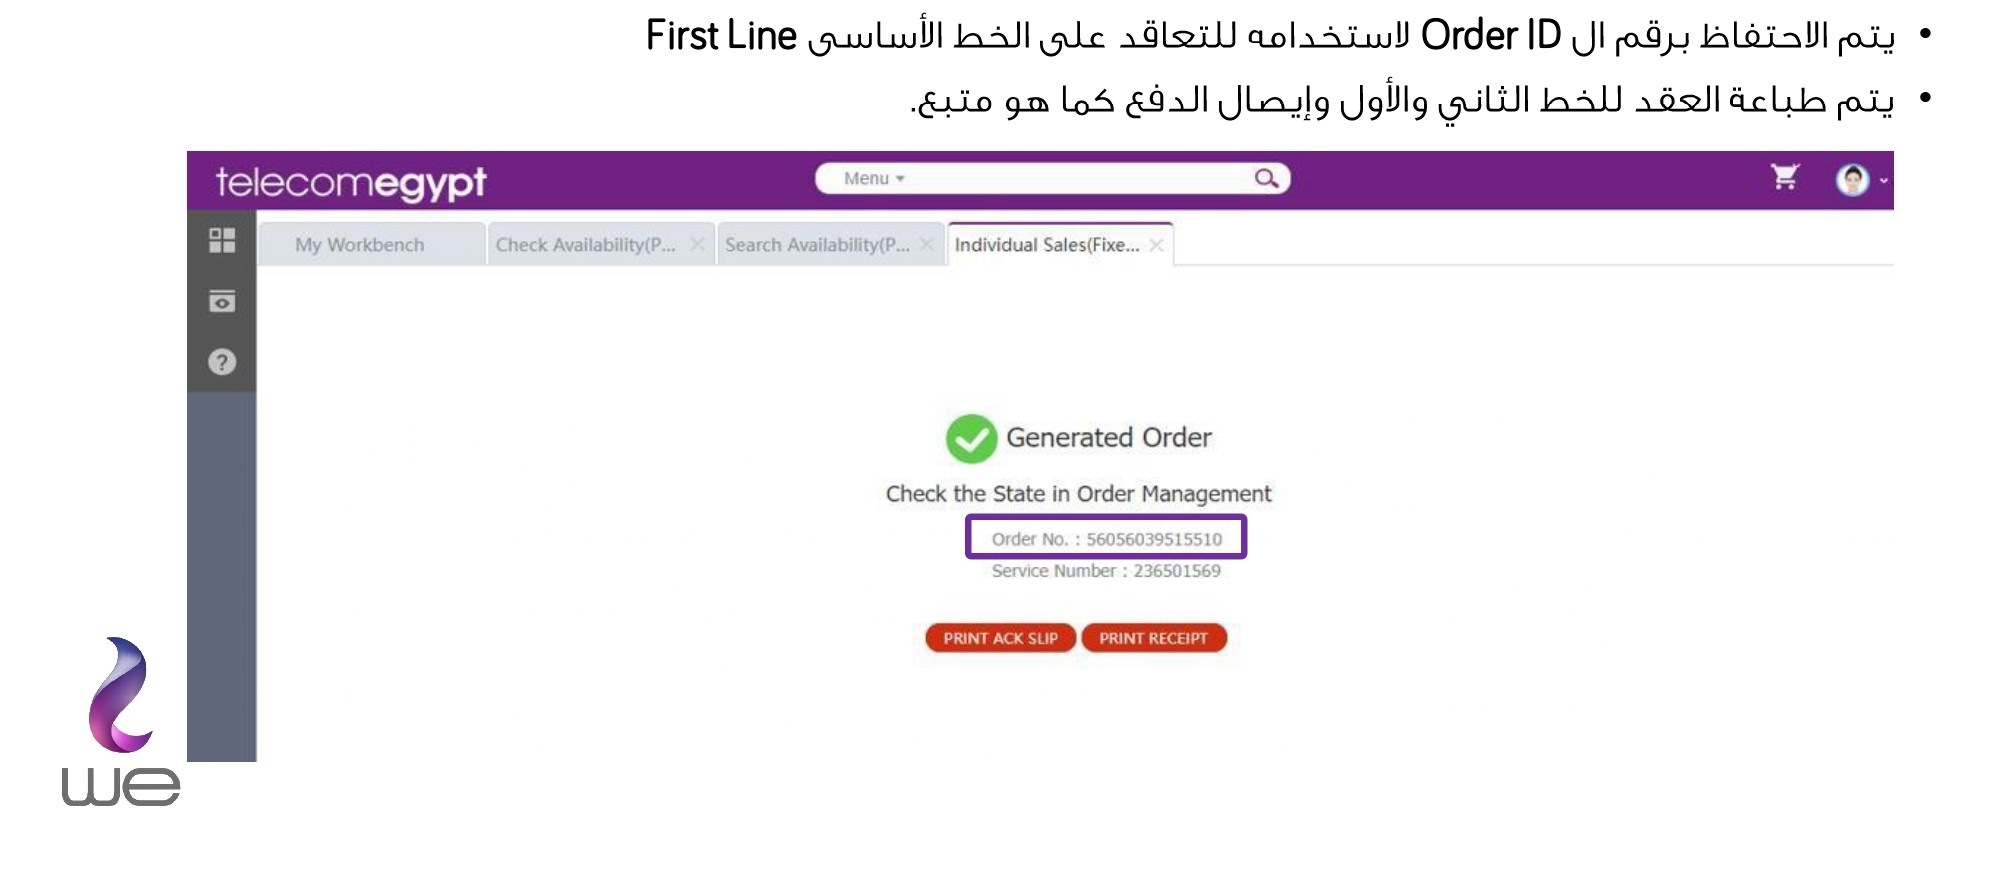 • يتم الاحتفاظ برقم ال Order ID لاستخدامه للتعاقد على الخط الأساسى First Line
• يتم طباعة العقد للخط الثاني والأول وإيصال الدفع كما هو متبع.
telecomegypt
Menu
My Workbench
Check Availability(P...
Search Availability(P...
Individual Sales(Fixe...
Generated Order
Check the State in Order Management
Order No. : 56056039515510
Service Number : 236501569
PRINT ACK SLIP
PRINT RECEIPT
we